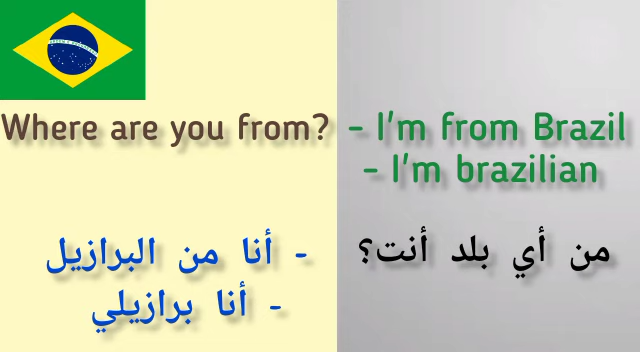 Where are you from?
- I'm from Brazil
- I'm brazilian
من أي بلد أنت؟
- أنا من البرازيل
- أنا برازيلي